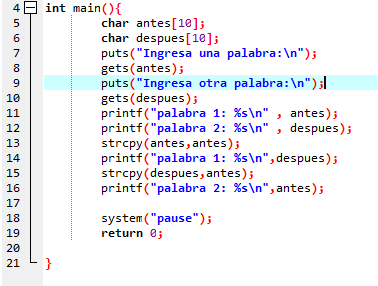 4 int main(){
5 char antes[10];
6 char despues[10];
7 puts("Ingresa una palabra:\n");
8 gets(antes);
9 puts("Ingresa otra palabra:\n");
10 gets(despues);
11 printf("palabra 1: %s\n" , antes);
12 printf("palabra 2: %s\n" , despues);
13 strcpy(antes,antes);
14 printf("palabra 1: %s\n",despues);
15 strcpy(despues,antes);
16 printf("palabra 2: %s\n",antes);
17
18 system("pause");
19 return 0;
20
21 }